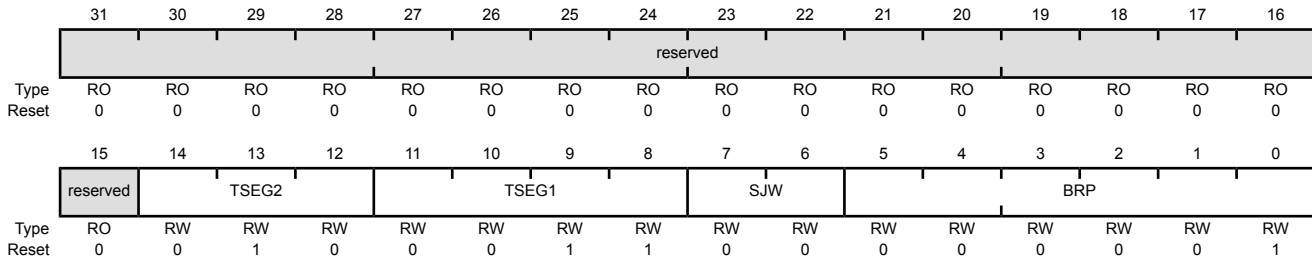 31 30 29 28 27 26 25 24 23 22 21 20 19 18 17 16
reserved
Type RO RO RO RO RO RO RO RO RO RO RO RO RO RO RO RO
Reset 0 0 0 0 0 0 0 0 0 0 0 0 0 0 0 0
15 14 13 12 11 10 9 8 7 6 5 4 3 2 1 0
reserved TSEG2 TSEG1 SJW BRP
Type RO RW RW RW RW RW RW RW RW RW RW RW RW RW RW RW
Reset 0 0 1 0 0 0 1 1 0 0 0 0 0 0 0 1